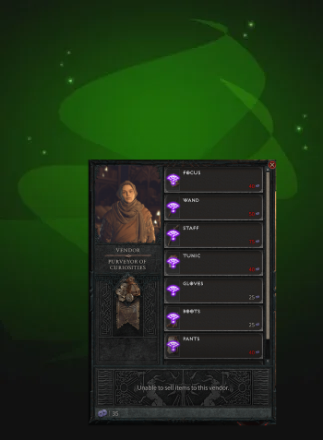 FOCUS
WAND
STAFF
TUNIC
GLOVES
25
BOOTS
25
PANTS
VENDOR
PURVEYOR OF
CURIOSITIES
Unable to sell items to this vendor.
35